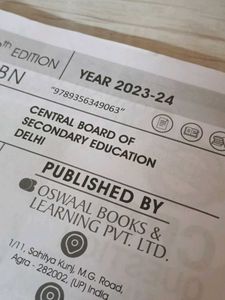 th EDITION
YEAR 2023-24
BN
"9789356349063"
CENTRAL BOARD OF
SECONDARY EDUCATION
DELHI
PUBLISHED BY
OSWAAL BOOKS &
LEARNING PVT. LTD.
1/11, Sahitya Kunj, M.G. Road,
Agra - 282002, (UP) India